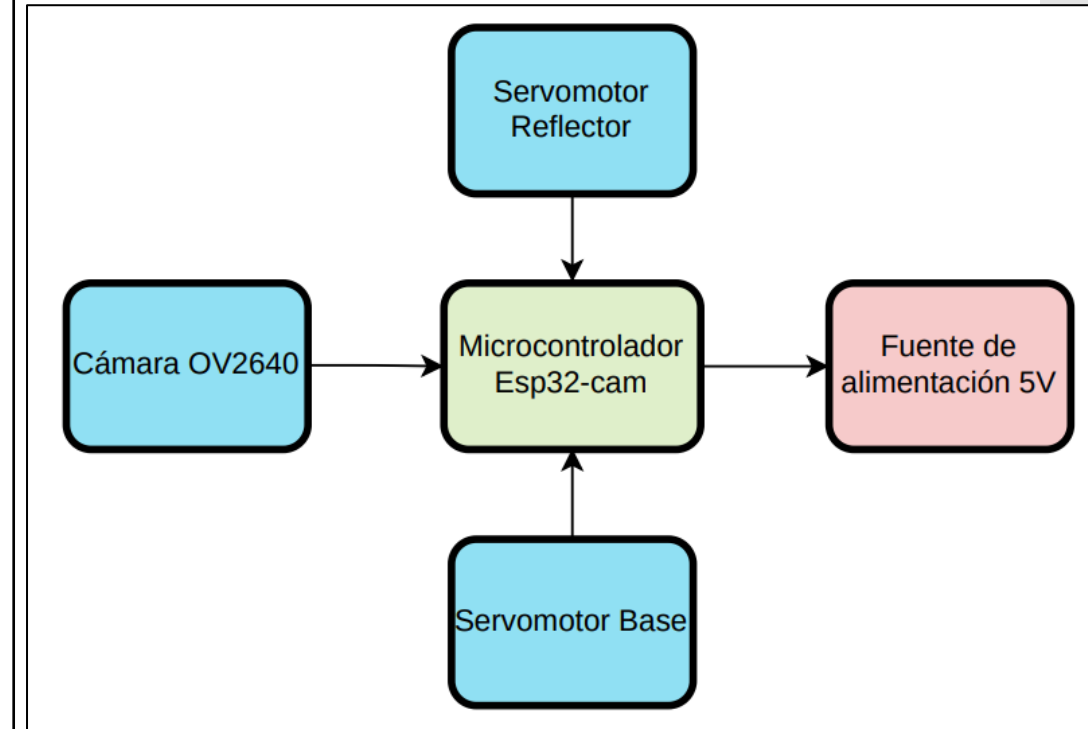 Servomotor
Reflector
Cámara OV2640
Microcontrolador
Esp32-cam
Fuente de
alimentación 5V
Servomotor Base